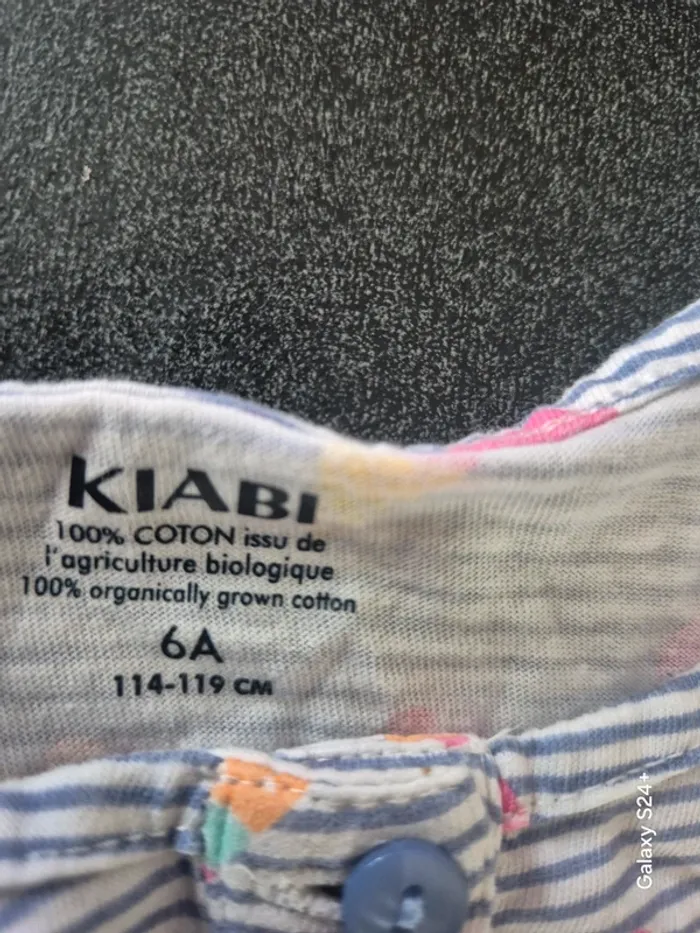 KIABI
100% COTON issu de
l'agriculture biologique
100% organically grown cotton
6A
114-119 CM
Galaxy S24+